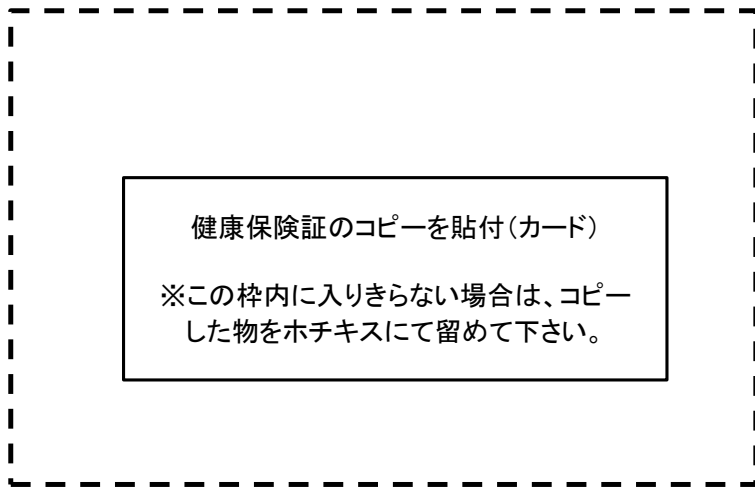 健康保険証のコピーを貼付（カード）
※この枠内に入りきらない場合は、コピー
した物をホチキスにて留めて下さい。